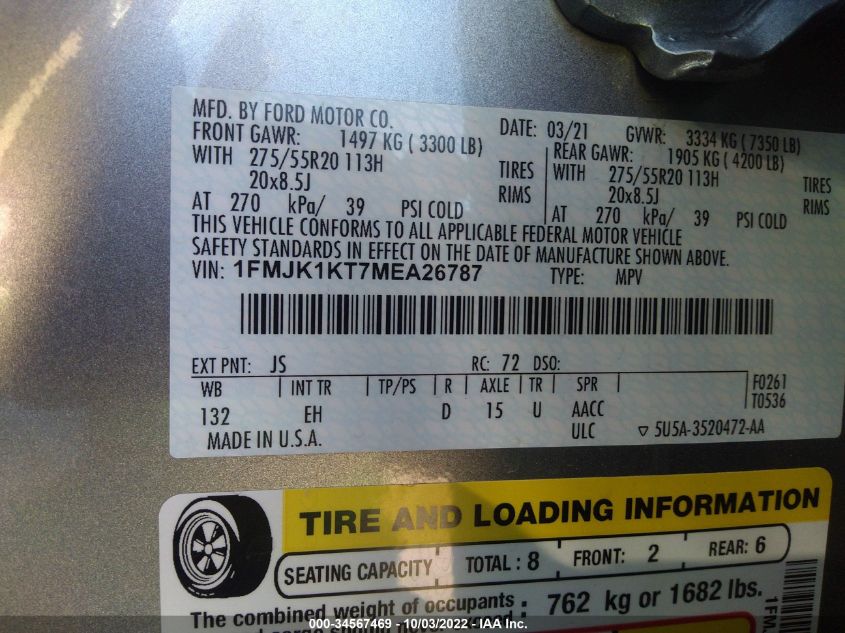 MFD. BY FORD MOTOR CO.
DATE: 03/21 GVWR: 3334 KG ( 7350 LB)
FRONT GAWR: 1497 KG ( 3300 LB)
REAR GAWR: 1905 KG ( 4200 LB)
WITH 275/55R20 113H TIRES
WITH 275/55R20 113H TIRES
20x8.5J RIMS
20x8.5J RIMS
AT 270 kPa/ 39 PSI COLD
AT 270 kPa/ 39 PSI COLD
THIS VEHICLE CONFORMS TO ALL APPLICABLE FEDERAL MOTOR VEHICLE
SAFETY STANDARDS IN EFFECT ON THE DATE OF MANUFACTURE SHOWN ABOVE.
VIN: 1FMJK1KT7MEA26787 TYPE: MPV
EXT PNT: JS RC: 72 DSO:
WB INT TR TP/PS R AXLE TR SPR F0261
T0536
132 EH D 15 U AACC
MADE IN U.S.A. ULC 5U5A-3520472-AA
TIRE AND LOADING INFORMATION
SEATING CAPACITY TOTAL : 8 FRONT: 2 REAR: 6
The combined weight of occupants : 762 kg or 1682 lbs.
1FM
000-34567469 - 10/03/2022 - IAA Inc.